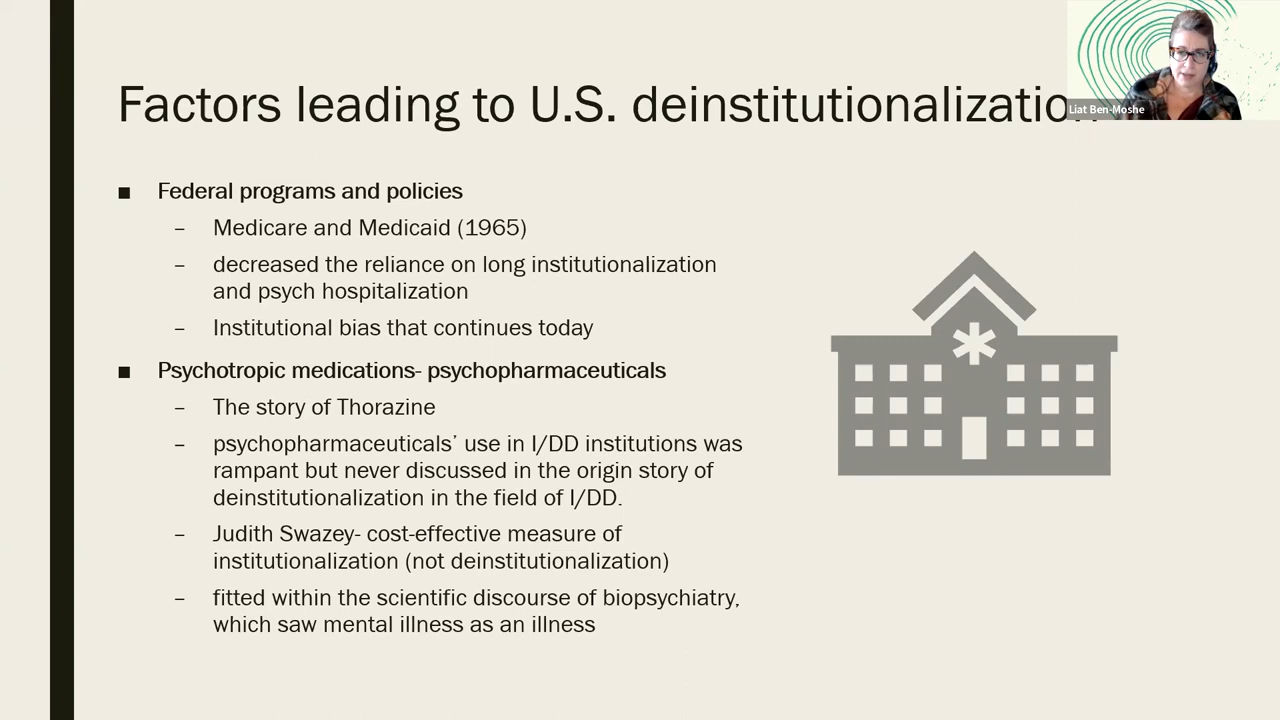 Factors leading to U.S. deinstitutionalization
Liat Ben-Moshe
■ Federal programs and policies
– Medicare and Medicaid (1965)
– decreased the reliance on long institutionalization
and psych hospitalization
– Institutional bias that continues today
■ Psychotropic medications- psychopharmaceuticals
– The story of Thorazine
– psychopharmaceuticals’ use in I/DD institutions was
rampant but never discussed in the origin story of
deinstitutionalization in the field of I/DD.
– Judith Swazey- cost-effective measure of
institutionalization (not deinstitutionalization)
– fitted within the scientific discourse of biopsychiatry,
which saw mental illness as an illness